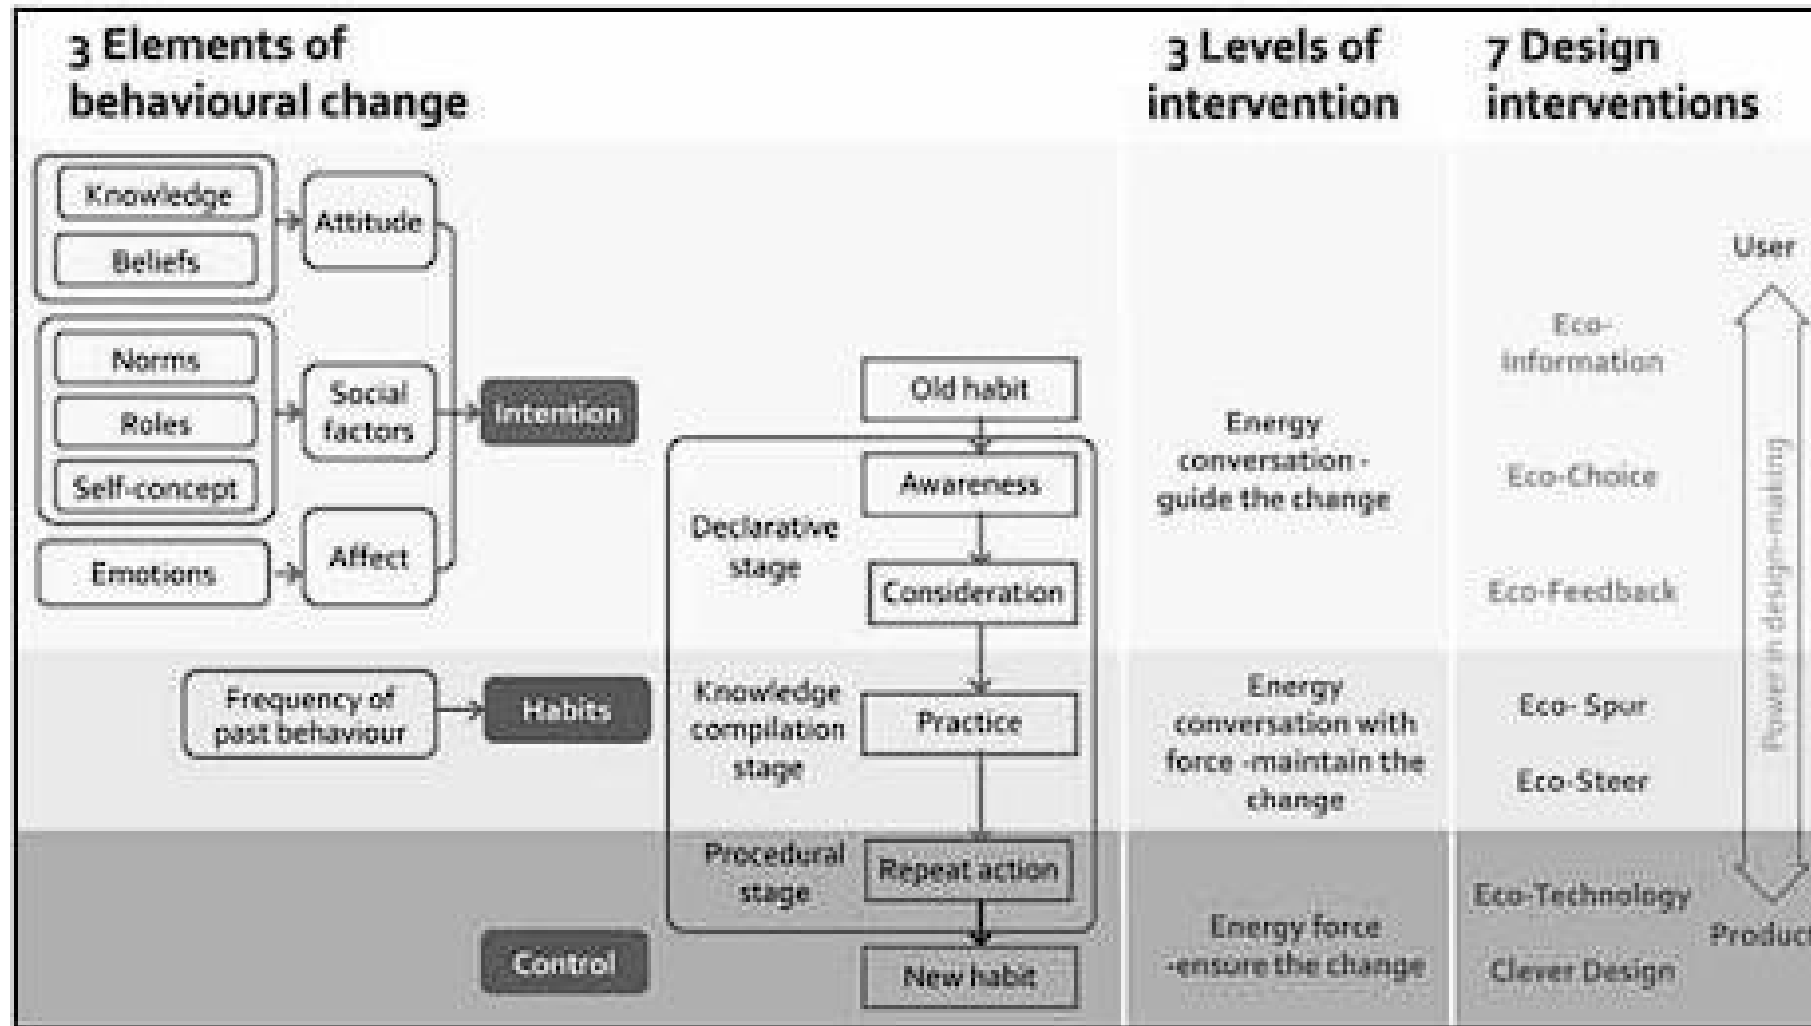 3 Elements of
behavioural change
3 Levels of
intervention
7 Design
interventions
Knowledge
Beliefs
Attitude
Norms
Roles
Self-concept
Social
factors
Emotions
Affect
Intention
Frequency of
past behaviour
Habits
Control
Old habit
Declarative
stage
Awareness
Consideration
Knowledge
compilation
stage
Practice
Procedural
stage
Repeat action
New habit
Energy
conversation -
guide the change
Energy
conversation with
force -maintain the
change
Energy force
-ensure the change
Eco-
Information
Eco-Choice
Eco-Feedback
Eco- Spur
Eco-Steer
Eco-Technology
Clever Design
User
Power in design-making
Product